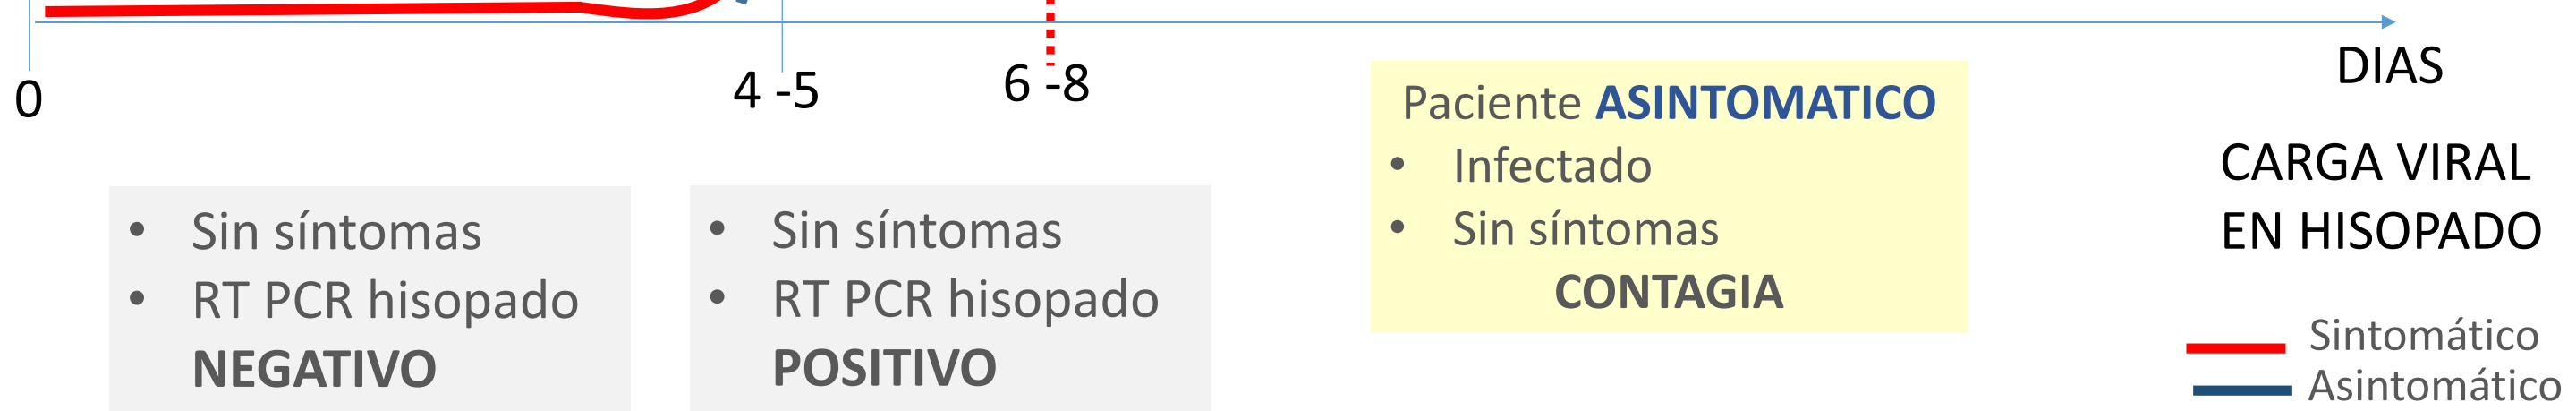 0
4 -5
6 -8
DIAS
• Sin síntomas
• RT PCR hisopado
NEGATIVO
• Sin síntomas
• RT PCR hisopado
POSITIVO
Paciente ASINTOMATICO
• Infectado
• Sin síntomas
CONTAGIA
CARGA VIRAL
EN HISOPADO
Sintomático
Asintomático